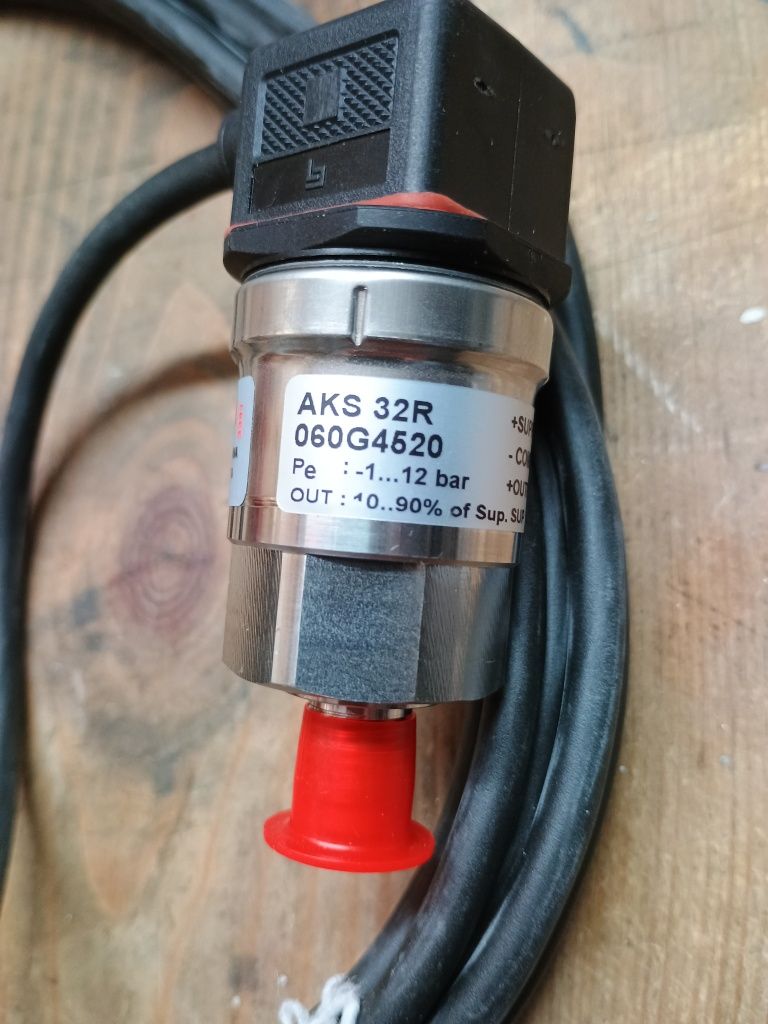 AKS 32R
060G4520
Pe : -1...12 bar
OUT : 10..90% of Sup.